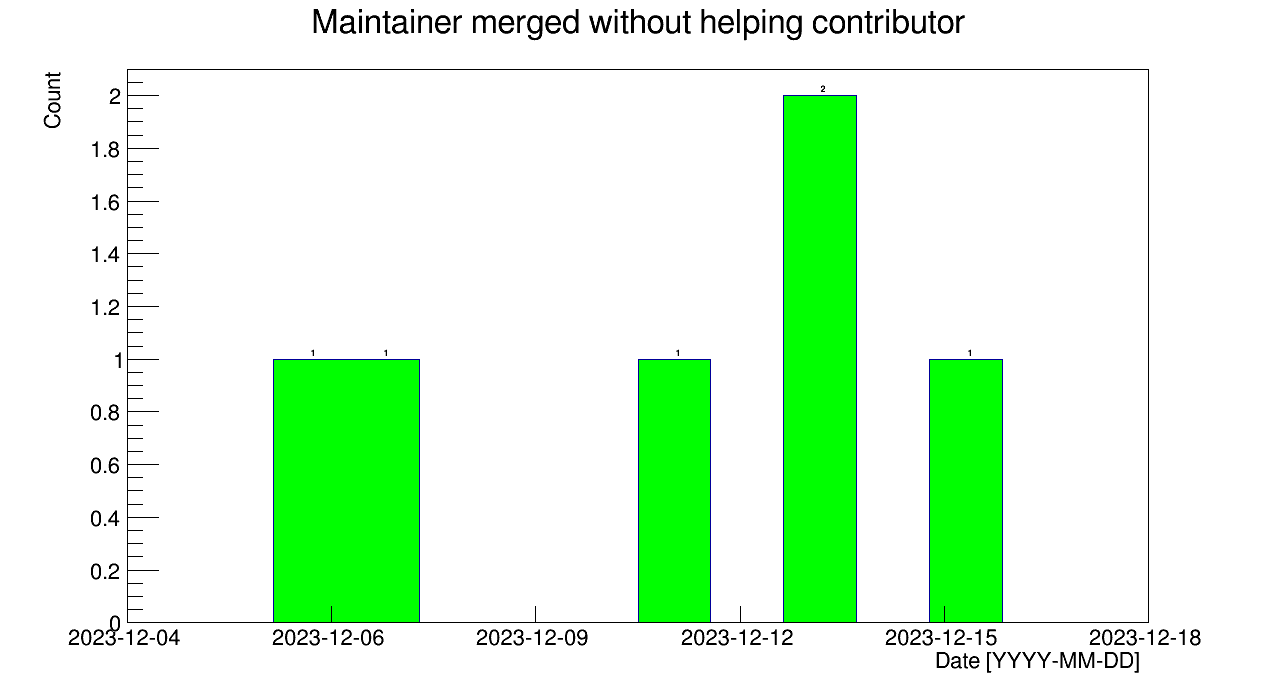 Maintainer merged without helping contributor
Count
2
1.8
1.6
1.4
1.2
1
0.8
0.6
0.4
0.2
0
1 1 1 2 1
2023-12-04 2023-12-06 2023-12-09 2023-12-12 2023-12-15 2023-12-18
Date [YYYY-MM-DD]